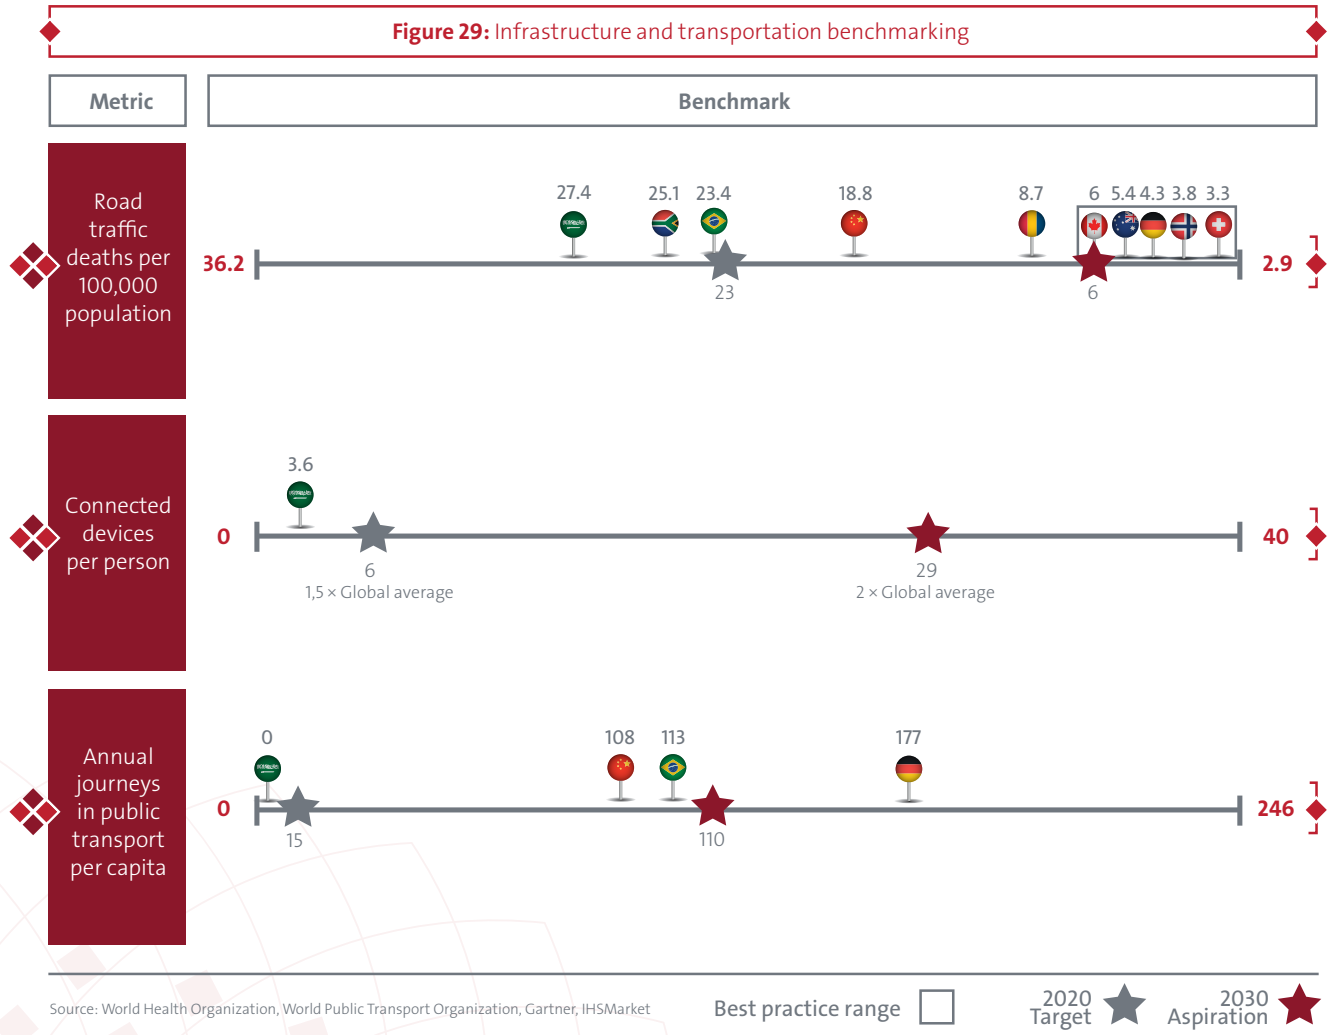 Figure 29: Infrastructure and transportation benchmarking
Metric
Benchmark
Road
traffic
deaths per
100,000
population
36.2
27.4
25.1
23.4
18.8
8.7
6
5.4
4.3
3.8
3.3
2.9
23
6
Connected
devices
per person
0
3.6
40
6
1,5 × Global average
29
2 × Global average
Annual
journeys
in public
transport
per capita
0
0
108
113
177
246
15
110
Source: World Health Organization, World Public Transport Organization, Gartner, IHSMarket
Best practice range
2020
Target
2030
Aspiration